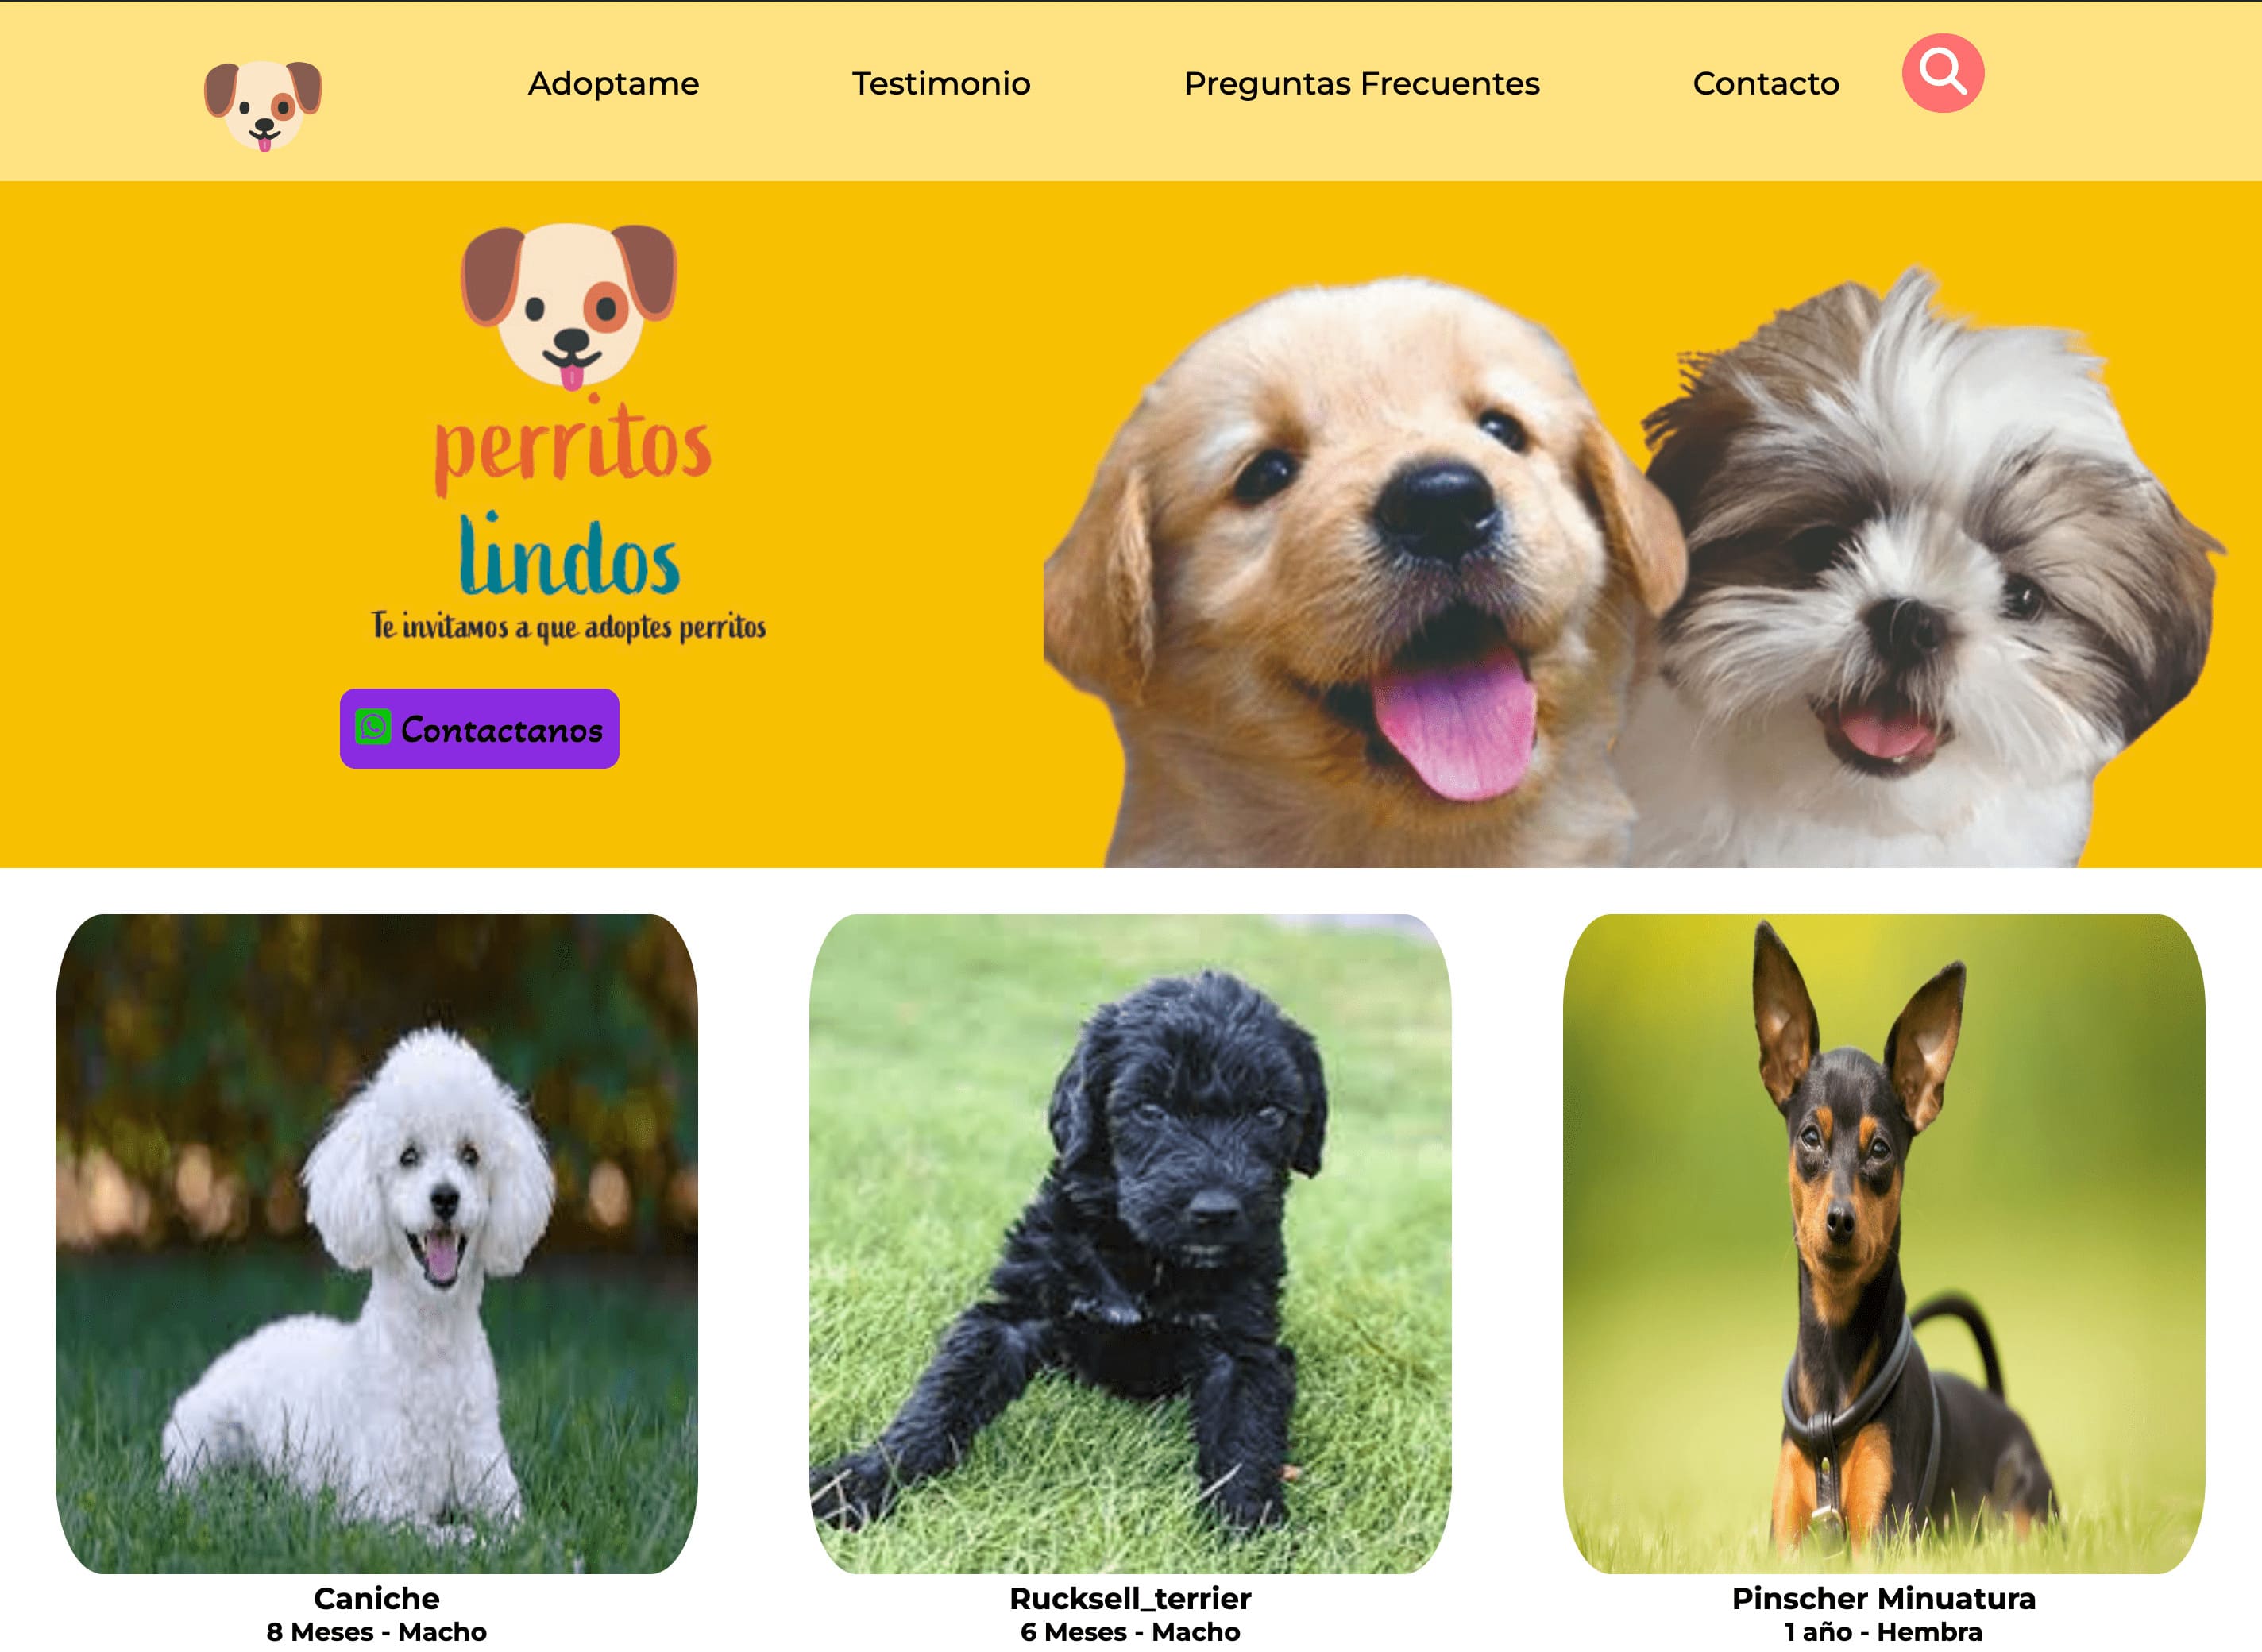 Adoptame
Testimonio
Preguntas Frecuentes
Contacto
perritos
lindos
Te invitamos a que adoptes perritos
Contactanos
Caniche
8 Meses - Macho
Rucksell_terrier
6 Meses - Macho
Pinscher Minuatura
1 año - Hembra